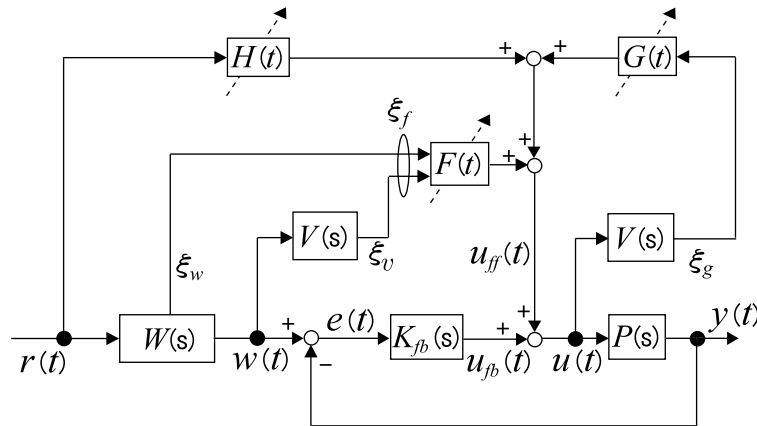 H(t)
+
+
G(t)
ξ_f
+
+
F(t)
V(s)
ξ_v
ξ_w
u_ff(t)
V(s)
ξ_g
+
e(t)
+
+
y(t)
W(s)
K_fb(s)
P(s)
r(t)
w(t)
−
u_fb(t)
u(t)